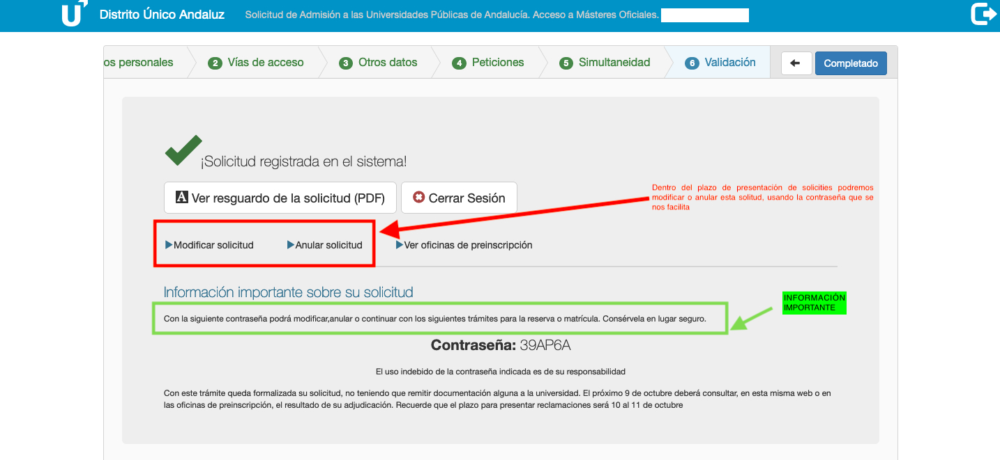 U Distrito Único Andaluz Solicitud de Admisión a las Universidades Públicas de Andalucía. Acceso a Másteres Oficiales.
os personales 2 Vías de acceso 3 Otros datos 4 Peticiones 5 Simultaneidad 6 Validación Completado
¡Solicitud registrada en el sistema!
Ver resguardo de la solicitud (PDF) Cerrar Sesión
Dentro del plazo de presentación de solicities podremos
modificar o anular esta solitud, usando la contraseña que se
nos facilita
Modificar solicitud Anular solicitud Ver oficinas de preinscripción
Información importante sobre su solicitud
INFORMACIÓN
IMPORTANTE
Con la siguiente contraseña podrá modificar,anular o continuar con los siguientes trámites para la reserva o matrícula. Consérvela en lugar seguro.
Contraseña: 39AP6A
El uso indebido de la contraseña indicada es de su responsabilidad
Con este trámite queda formalizada su solicitud, no teniendo que remitir documentación alguna a la universidad. El próximo 9 de octubre deberá consultar, en esta misma web o en
las oficinas de preinscripción, el resultado de su adjudicación. Recuerde que el plazo para presentar reclamaciones será 10 al 11 de octubre